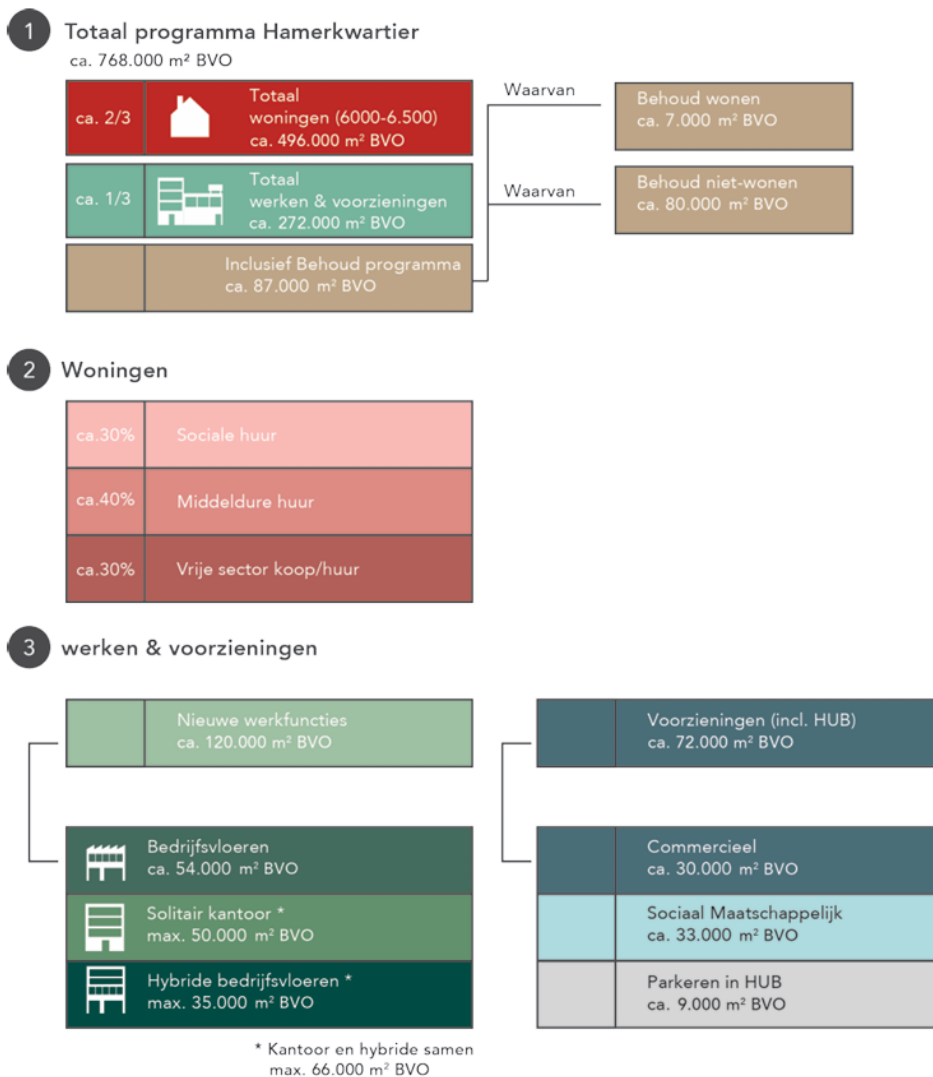 1
Totaal programma Hamerkwartier
ca. 768.000 m² BVO
ca. 2/3
Totaal
woningen (6000-6.500)
ca. 496.000 m² BVO
Waarvan
Behoud wonen
ca. 7.000 m² BVO
ca. 1/3
Totaal
werken & voorzieningen
ca. 272.000 m² BVO
Waarvan
Behoud niet-wonen
ca. 80.000 m² BVO
Inclusief Behoud programma
ca. 87.000 m² BVO
2
Woningen
ca.30%
Sociale huur
ca.40%
Middeldure huur
ca.30%
Vrije sector koop/huur
3
werken & voorzieningen
Nieuwe werkfuncties
ca. 120.000 m² BVO
Bedrijfsvloeren
ca. 54.000 m² BVO
Solitair kantoor *
max. 50.000 m² BVO
Hybride bedrijfsvloeren *
max. 35.000 m² BVO
* Kantoor en hybride samen
max. 66.000 m² BVO
Voorzieningen (incl. HUB)
ca. 72.000 m² BVO
Commercieel
ca. 30.000 m² BVO
Sociaal Maatschappelijk
ca. 33.000 m² BVO
Parkeren in HUB
ca. 9.000 m² BVO